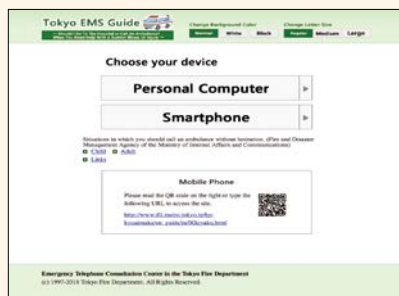 Tokyo EMS Guide
Change Background Color
Normal White Black
Change Letter Size
Regular Medium Large
Choose your device
Personal Computer
Smartphone
Situations in which you should call an ambulance without hesitation. (Fire and Disaster
Management Agency of the Ministry of Internal Affairs and Communications)
Child Adult
Links
Mobile Phone
Please read the QR code on the right or type the
following URL to access the site.
Emergency Telephone Consultation Center in the Tokyo Fire Department
(c) 1997-2018 Tokyo Fire Department. All Rights Reserved.